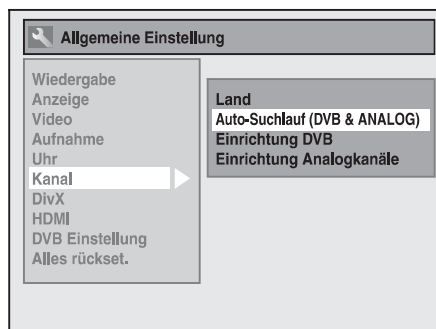 Allgemeine Einstellung
Wiedergabe
Anzeige
Video
Aufnahme
Uhr
Kanal
DivX
HDMI
DVB Einstellung
Alles rückset.
Land
Auto-Suchlauf (DVB & ANALOG)
Einrichtung DVB
Einrichtung Analogkanäle